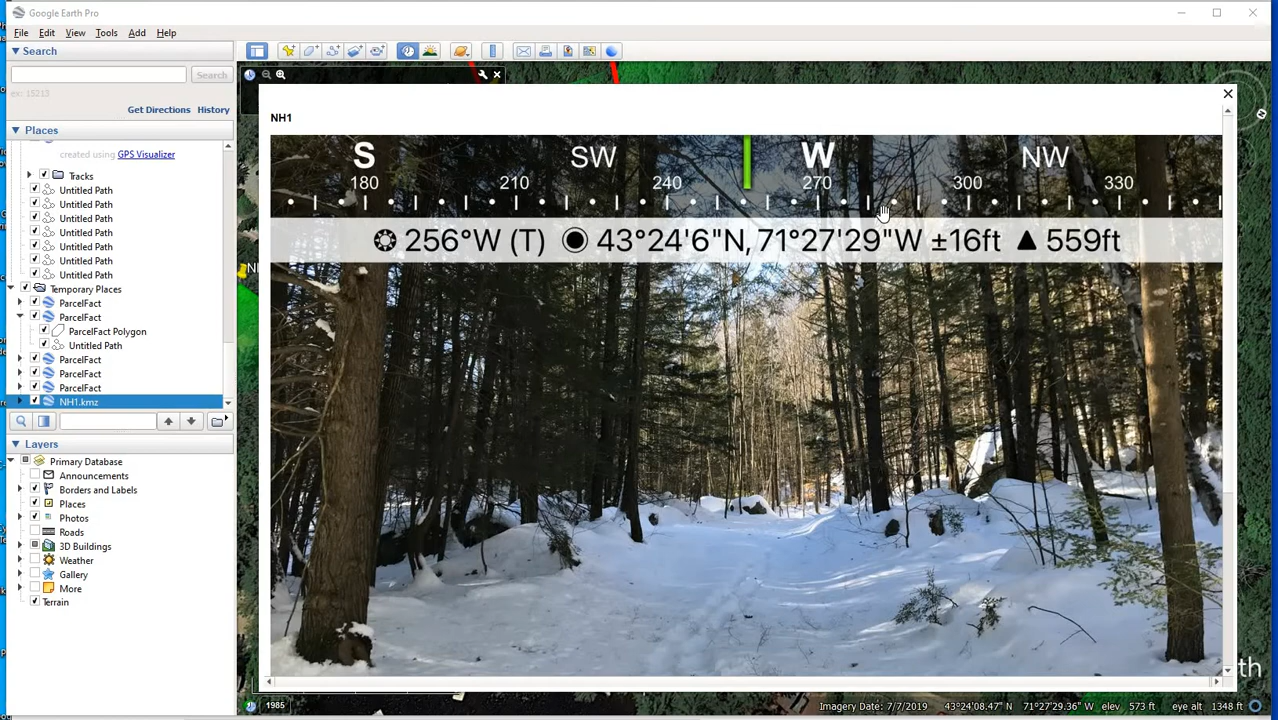 Google Earth Pro
File Edit View Tools Add Help
Search
Search
ex: 15213
Get Directions History
Places
created using GPS Visualizer
Tracks
Untitled Path
Untitled Path
Untitled Path
Untitled Path
Untitled Path
Untitled Path
Untitled Path
Temporary Places
ParcelFact
ParcelFact
ParcelFact Polygon
Untitled Path
ParcelFact
ParcelFact
ParcelFact
NH1.kmz
Layers
Primary Database
Announcements
Borders and Labels
Places
Photos
Roads
3D Buildings
Weather
Gallery
More
Terrain
NH1
S SW W NW
180 210 240 270 300 330
256°W (T) 43°24'6"N, 71°27'29"W ±16ft ▲ 559ft
1985
Imagery Date: 7/7/2019 43°24'08.47" N 71°27'29.36" W elev 573 ft eye alt 1348 ft